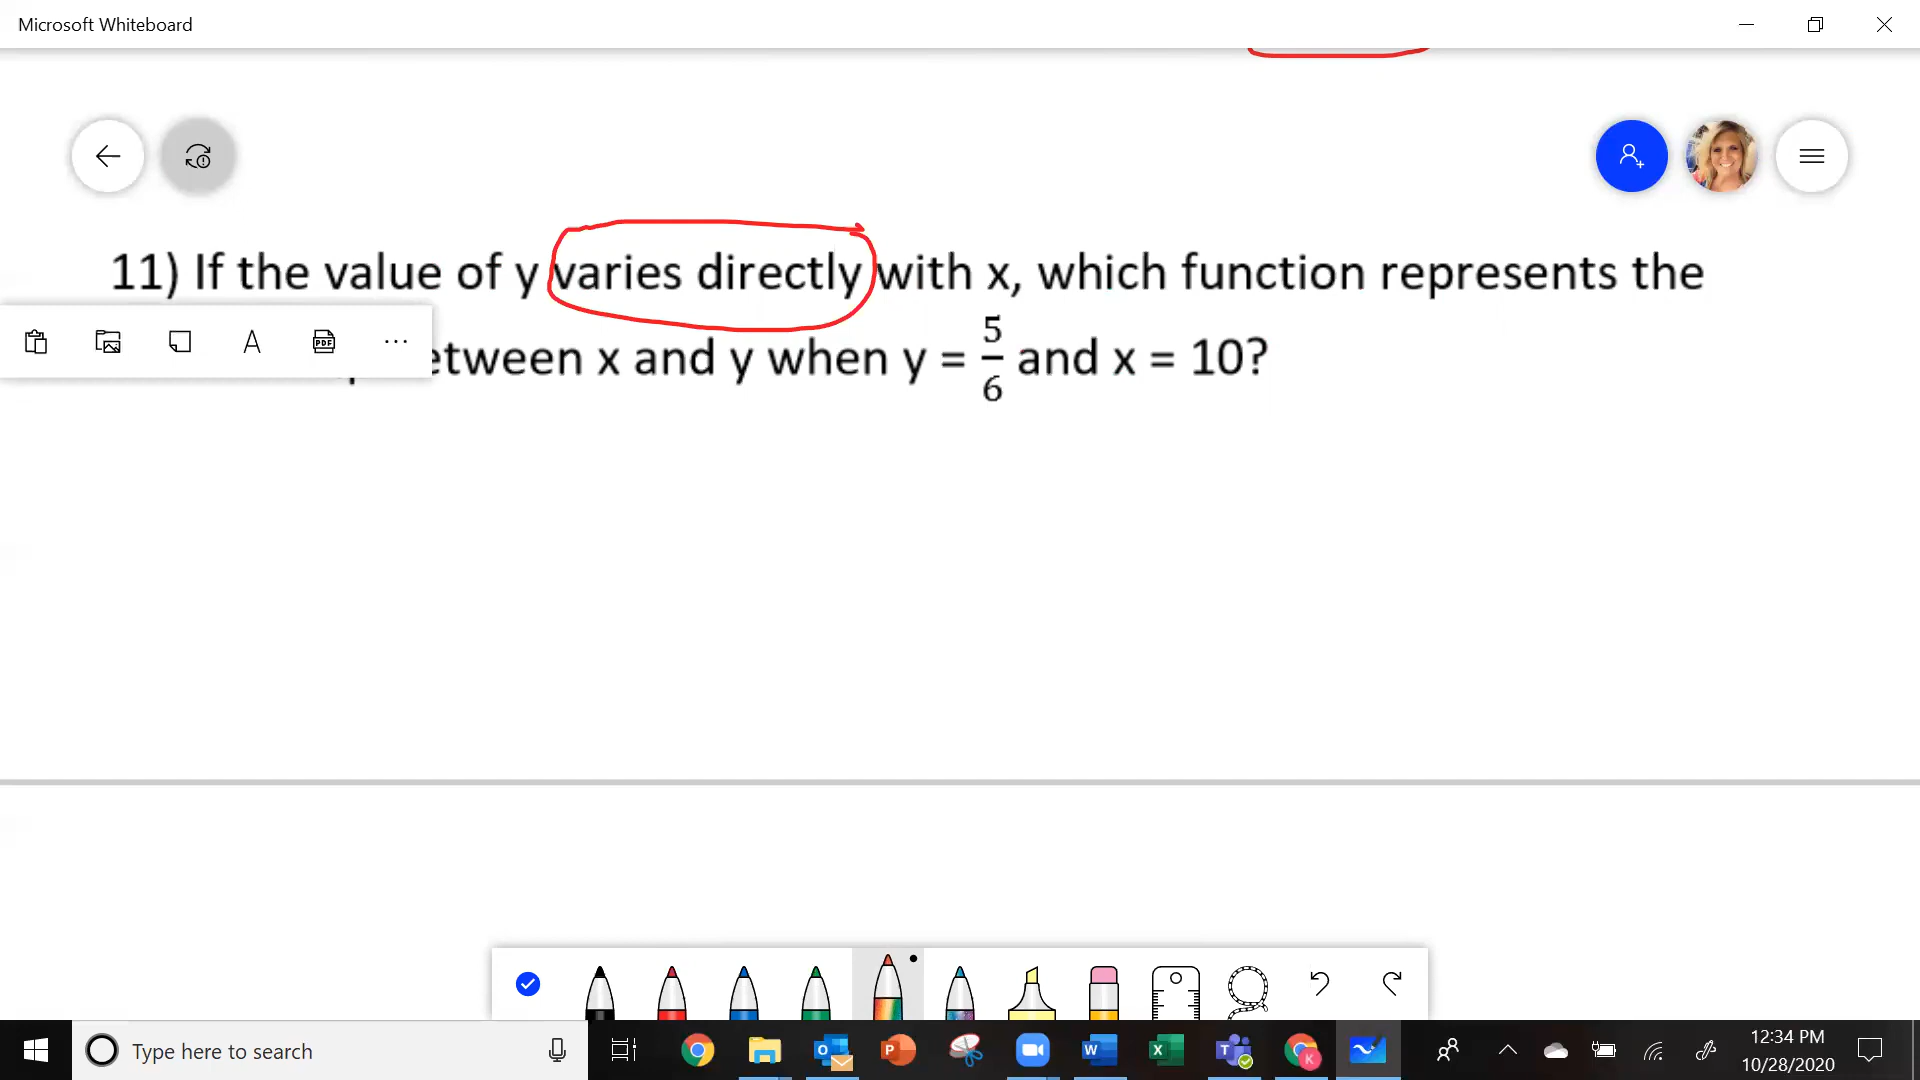 Microsoft Whiteboard
11) If the value of y varies directly with x, which function represents the
etween x and y when y = 5/6 and x = 10?
PDF
Type here to search
12:34 PM
10/28/2020